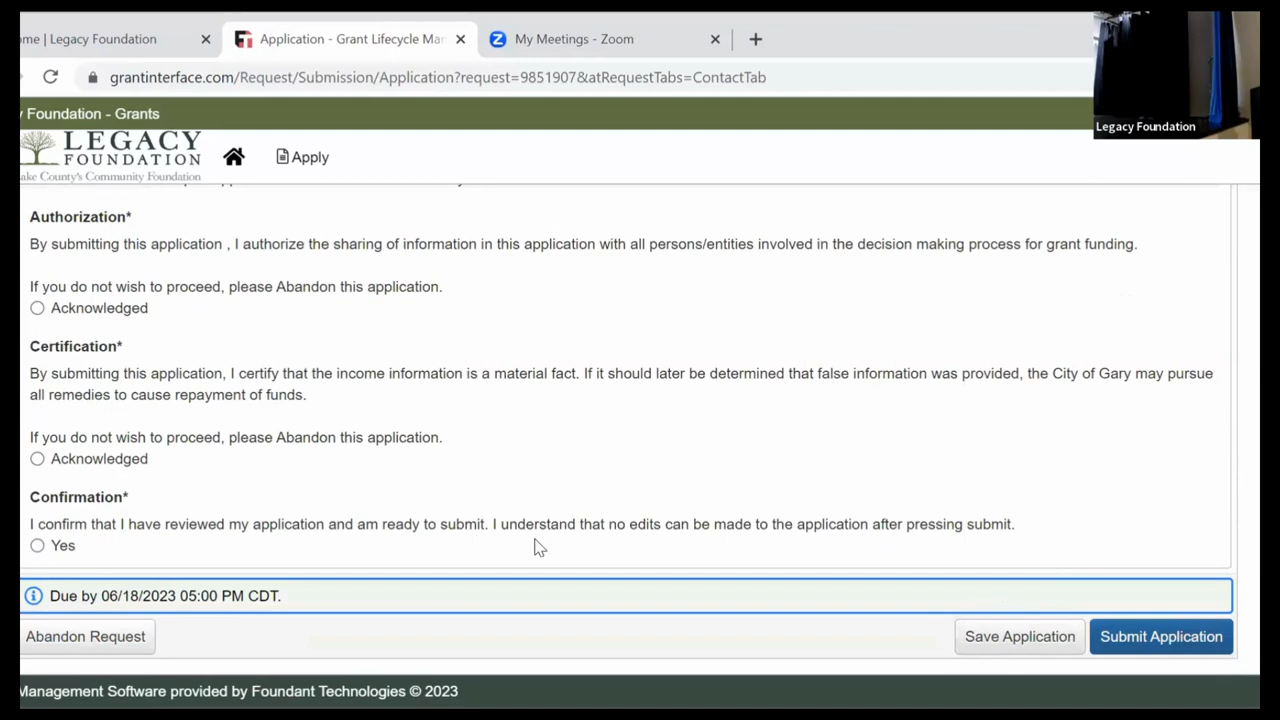 ome | Legacy Foundation
Application - Grant Lifecycle Mar
My Meetings - Zoom
grantinterface.com/Request/Submission/Application?request=9851907&atRequestTabs=ContactTab
Legacy Foundation
y Foundation - Grants
LEGACY
FOUNDATION
ake County's Community Foundation
Apply
Authorization*
By submitting this application , I authorize the sharing of information in this application with all persons/entities involved in the decision making process for grant funding.
If you do not wish to proceed, please Abandon this application.
Acknowledged
Certification*
By submitting this application, I certify that the income information is a material fact. If it should later be determined that false information was provided, the City of Gary may pursue
all remedies to cause repayment of funds.
If you do not wish to proceed, please Abandon this application.
Acknowledged
Confirmation*
I confirm that I have reviewed my application and am ready to submit. I understand that no edits can be made to the application after pressing submit.
Yes
Due by 06/18/2023 05:00 PM CDT.
Abandon Request
Save Application
Submit Application
Management Software provided by Foundant Technologies © 2023